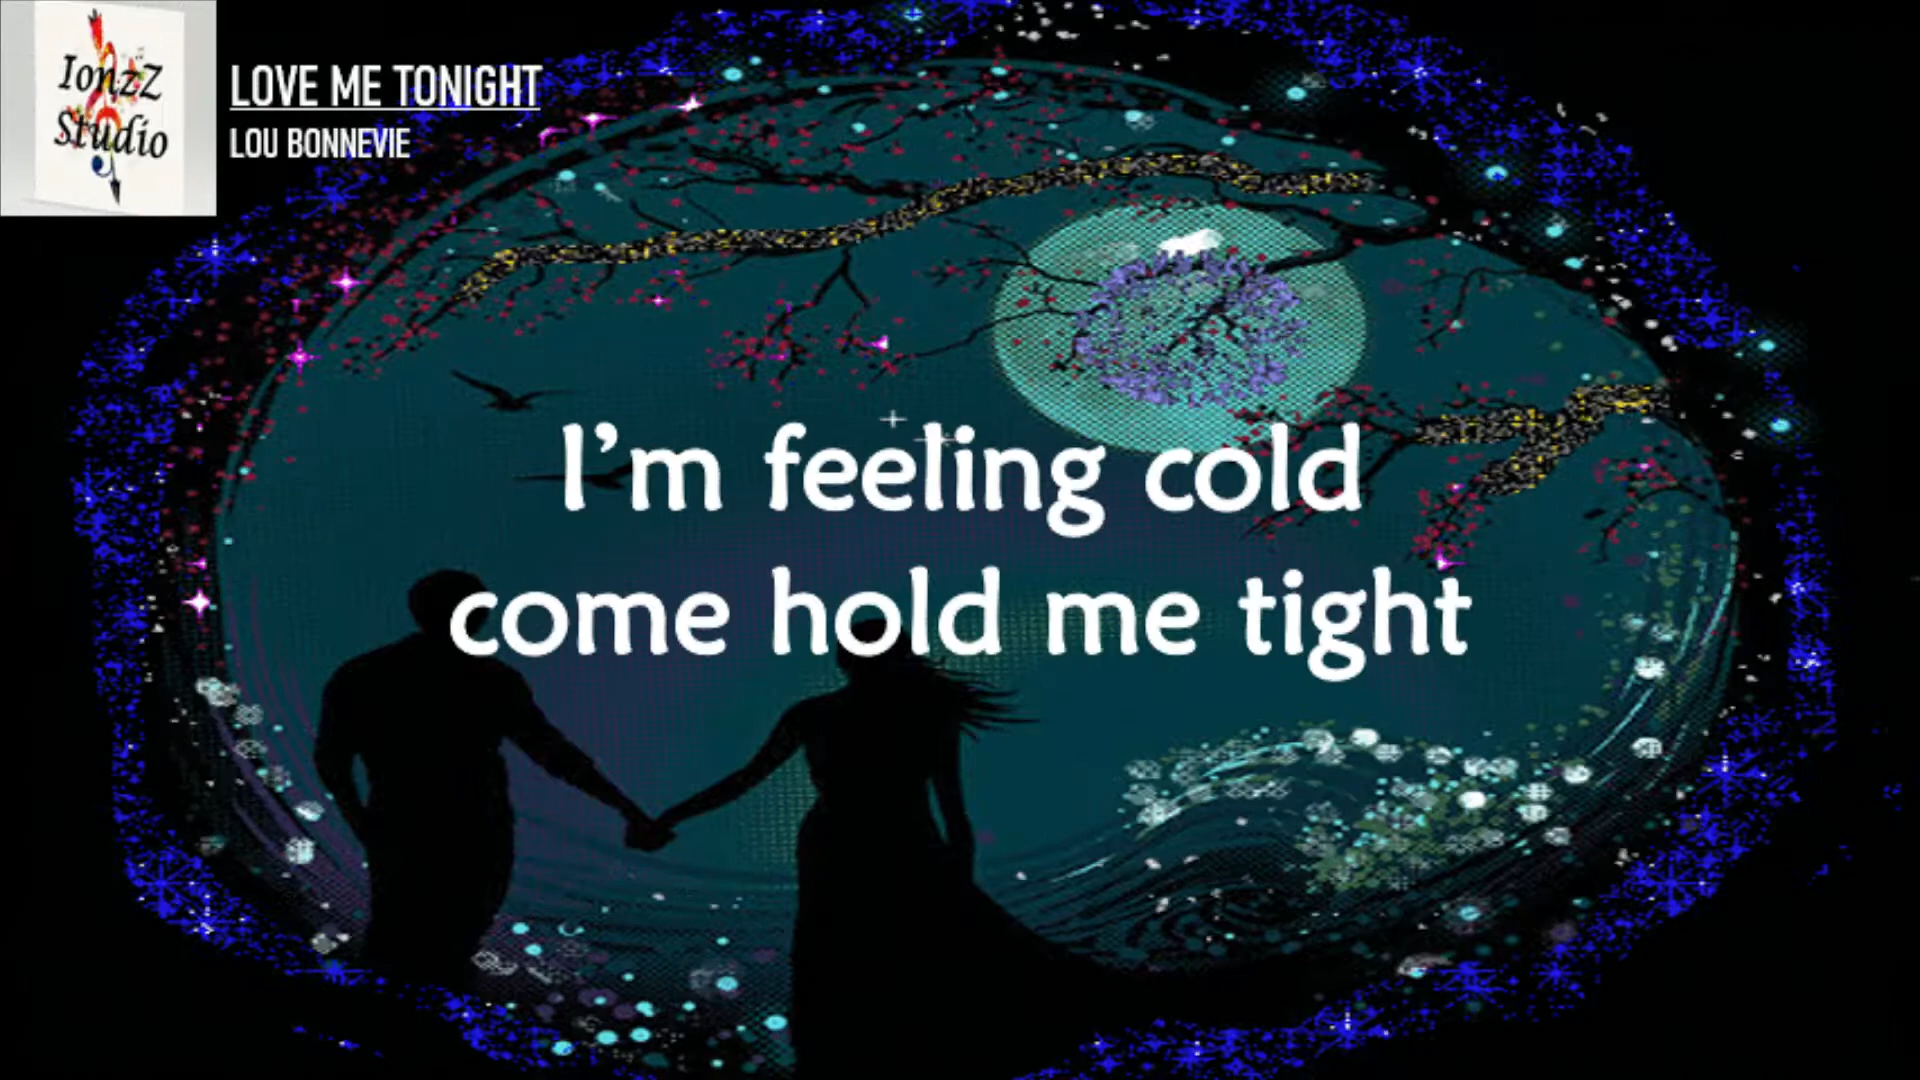 IonzZ
Studio
LOVE ME TONIGHT
LOU BONNEVIE
I'm feeling cold
come hold me tight